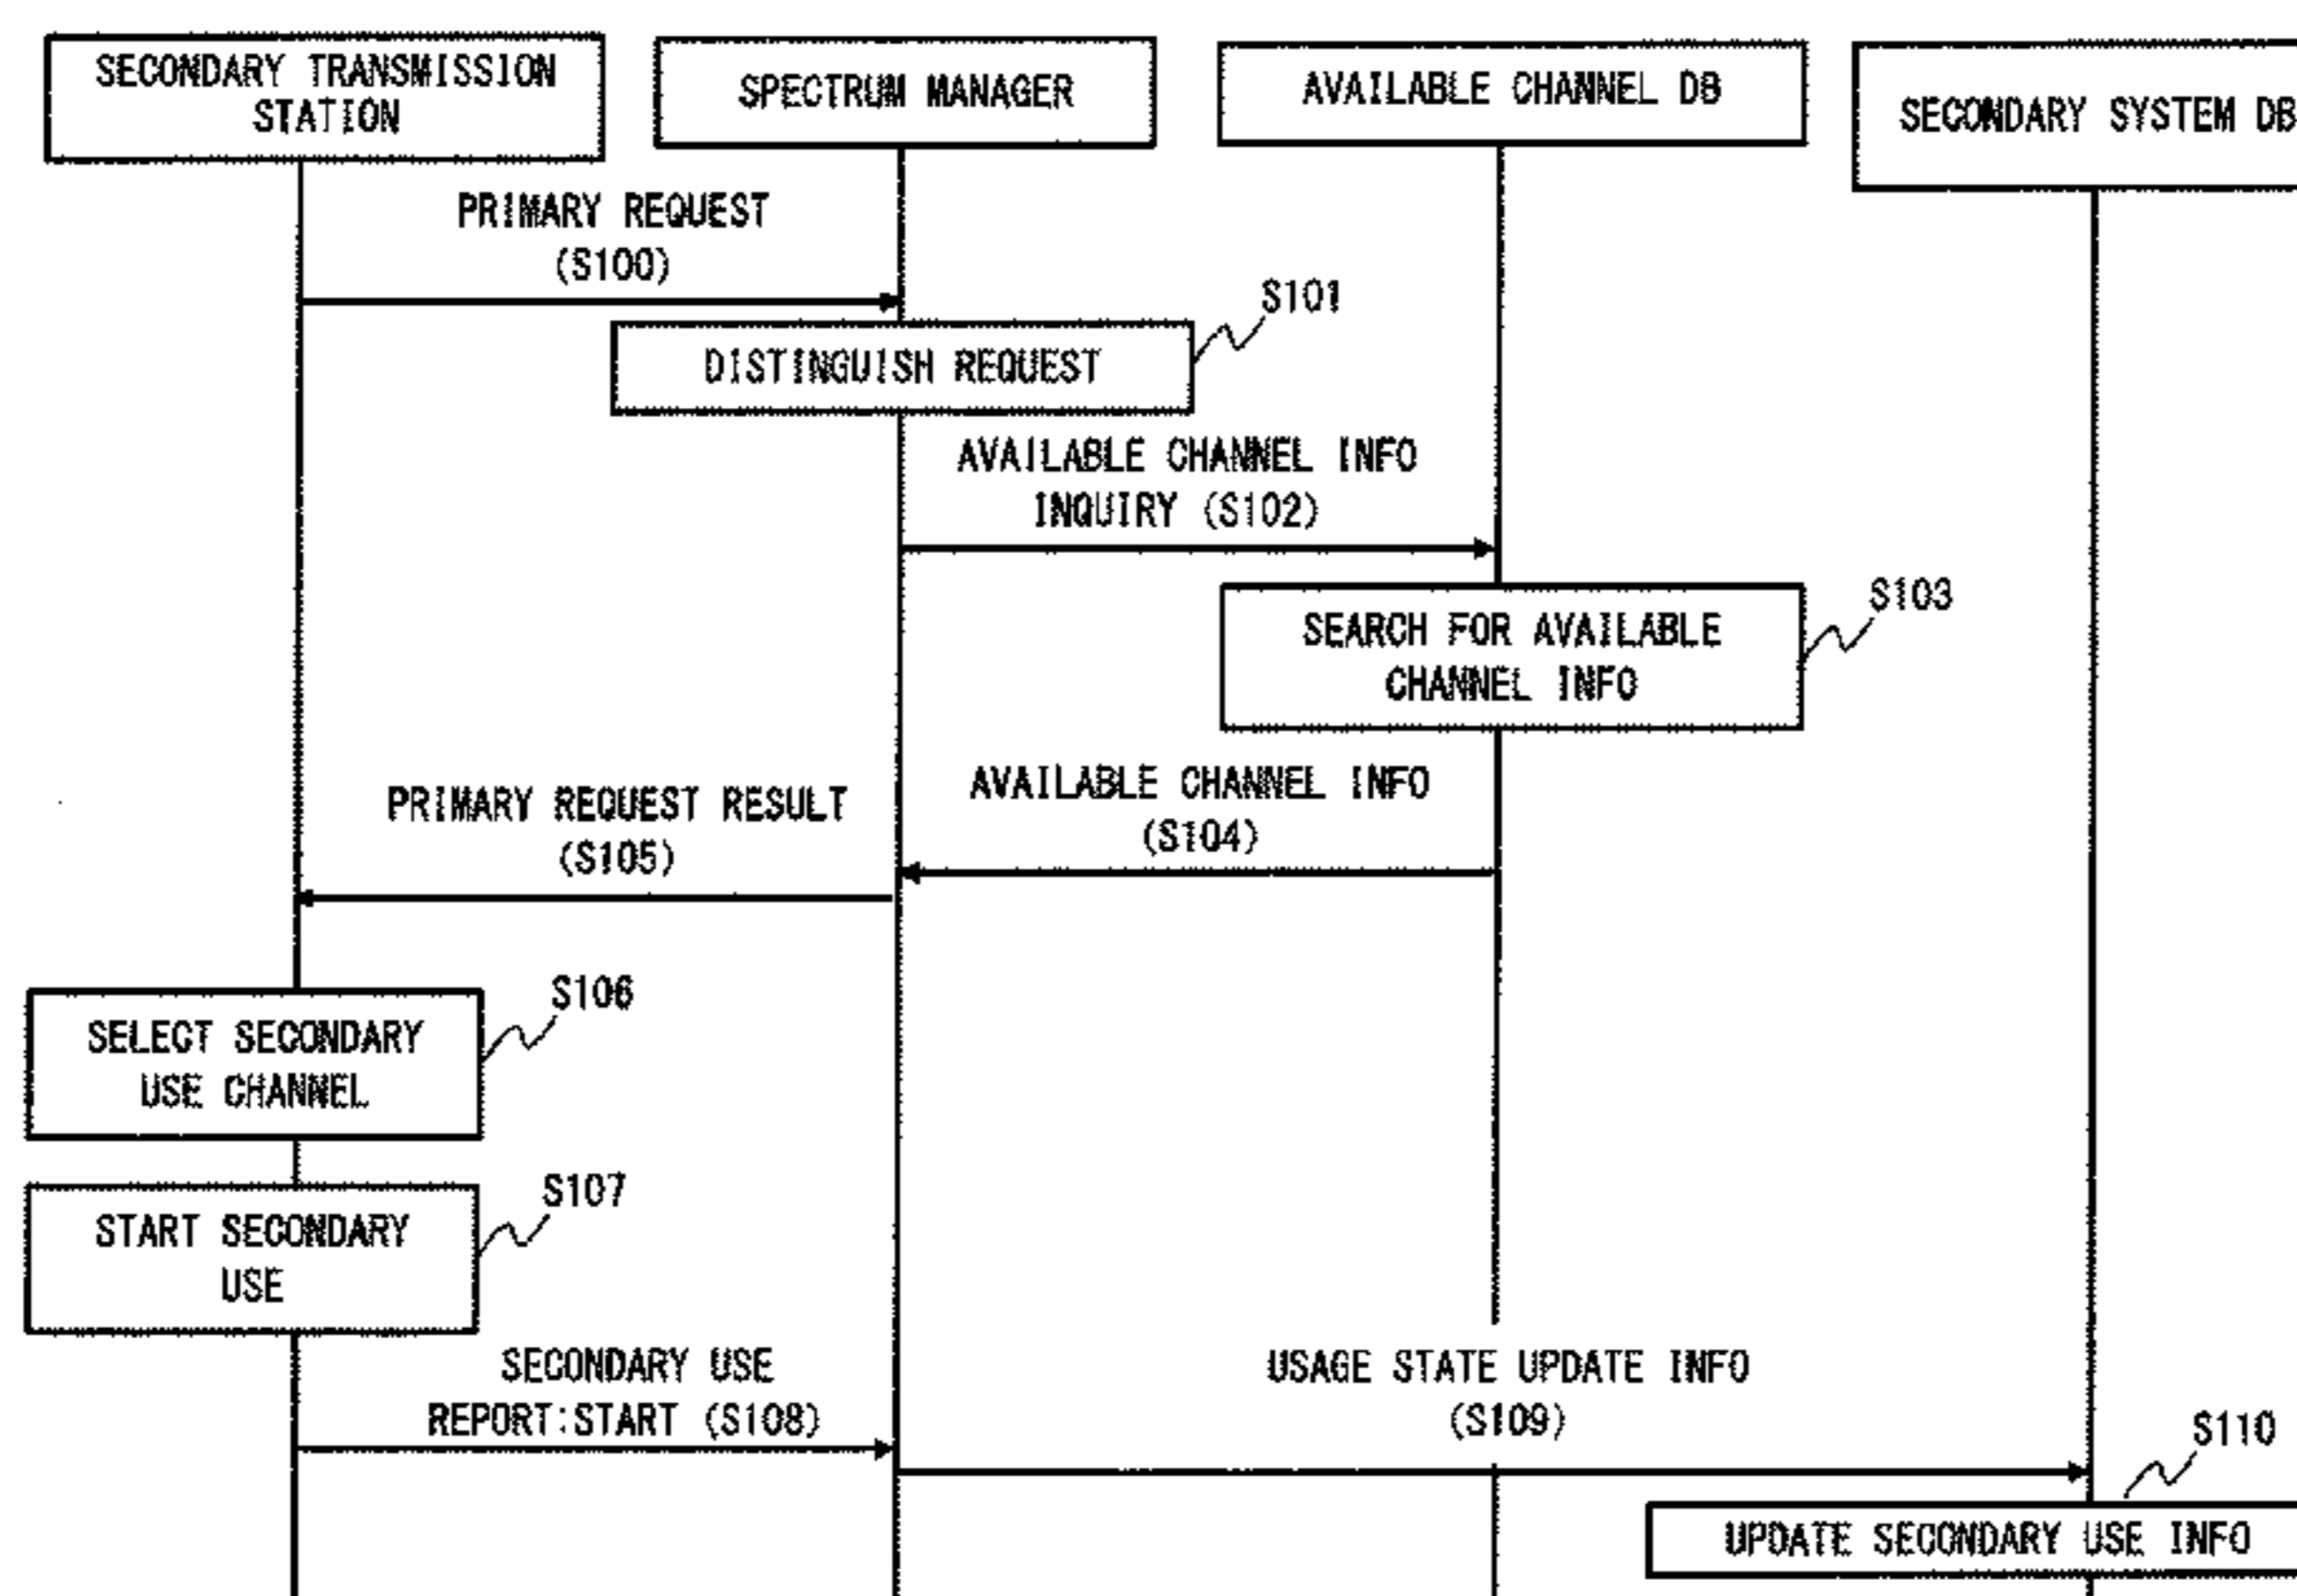 SECONDARY TRANSMISSION
STATION
SPECTRUM MANAGER
AVAILABLE CHANNEL DB
SECONDARY SYSTEM DB
PRIMARY REQUEST
(S100)
S101
DISTINGUISH REQUEST
AVAILABLE CHANNEL INFO
INQUIRY (S102)
S103
SEARCH FOR AVAILABLE
CHANNEL INFO
AVAILABLE CHANNEL INFO
(S104)
PRIMARY REQUEST RESULT
(S105)
S106
SELECT SECONDARY
USE CHANNEL
S107
START SECONDARY
USE
SECONDARY USE
REPORT:START (S108)
USAGE STATE UPDATE INFO
(S109)
S110
UPDATE SECONDARY USE INFO